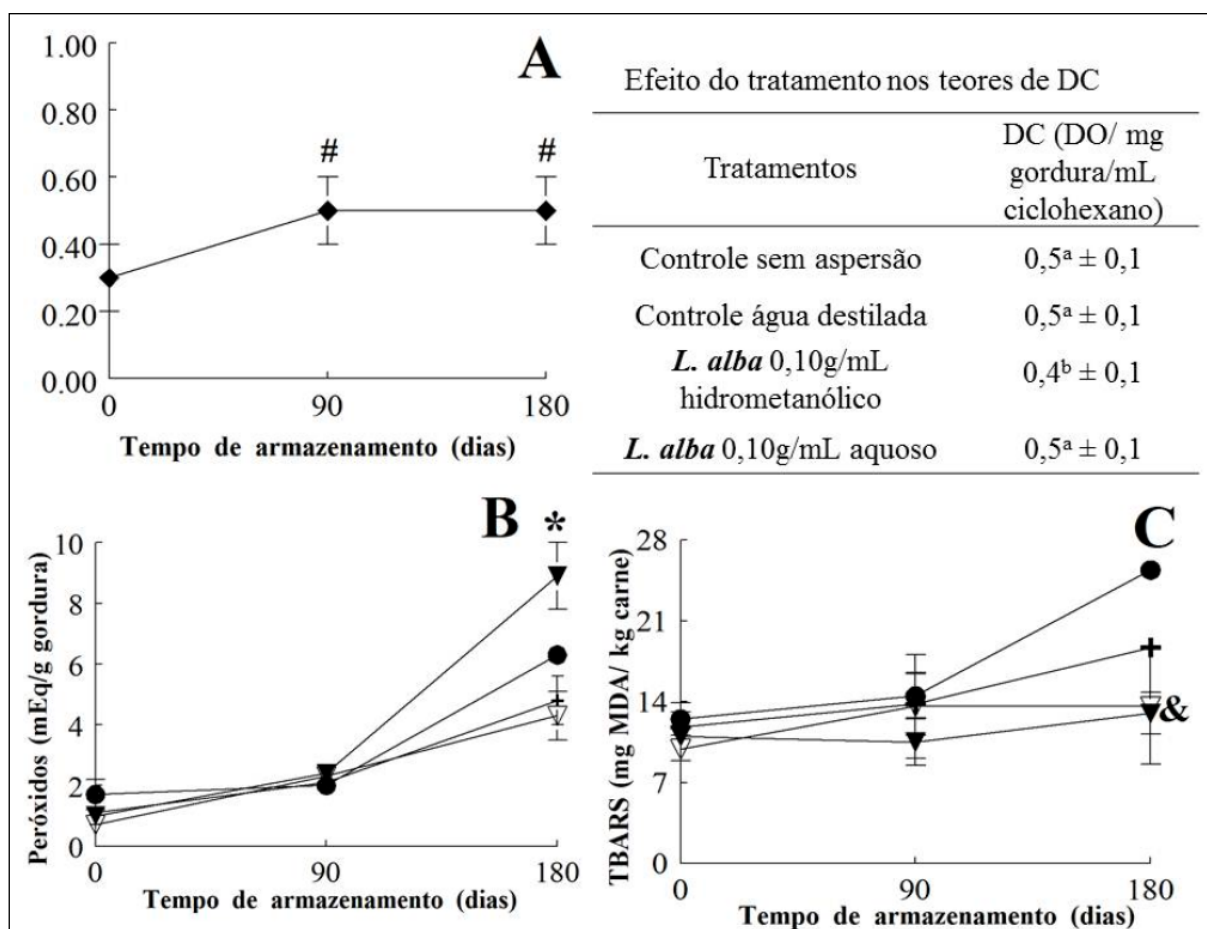 A
1.00
0.80
0.60
0.40
0.20
0.00
#
#
0
90
180
Tempo de armazenamento (dias)
Efeito do tratamento nos teores de DC
Tratamentos
DC (DO/ mg
gordura/mL
ciclohexano)
Controle sem aspersão
0,5ᵃ ± 0,1
Controle água destilada
0,5ᵃ ± 0,1
L. alba 0,10g/mL
hidrometanólico
0,4ᵇ ± 0,1
L. alba 0,10g/mL aquoso
0,5ᵃ ± 0,1
B
*
Peróxidos (mEq/g gordura)
10
8
6
4
2
0
0
90
180
Tempo de armazenamento (dias)
C
TBARS (mg MDA/ kg carne)
28
21
14
7
0
&
0
90
180
Tempo de armazenamento (dias)